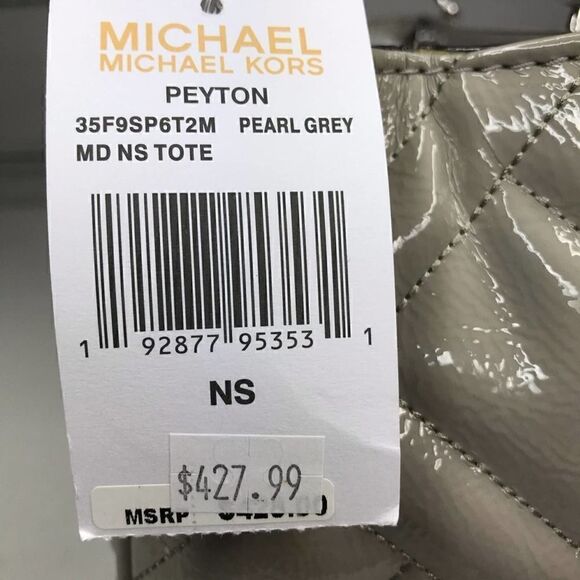 MICHAEL
MICHAEL KORS
PEYTON
35F9SP6T2M PEARL GREY
MD NS TOTE
1 92877 95353 1
NS
$427.99
MSRP